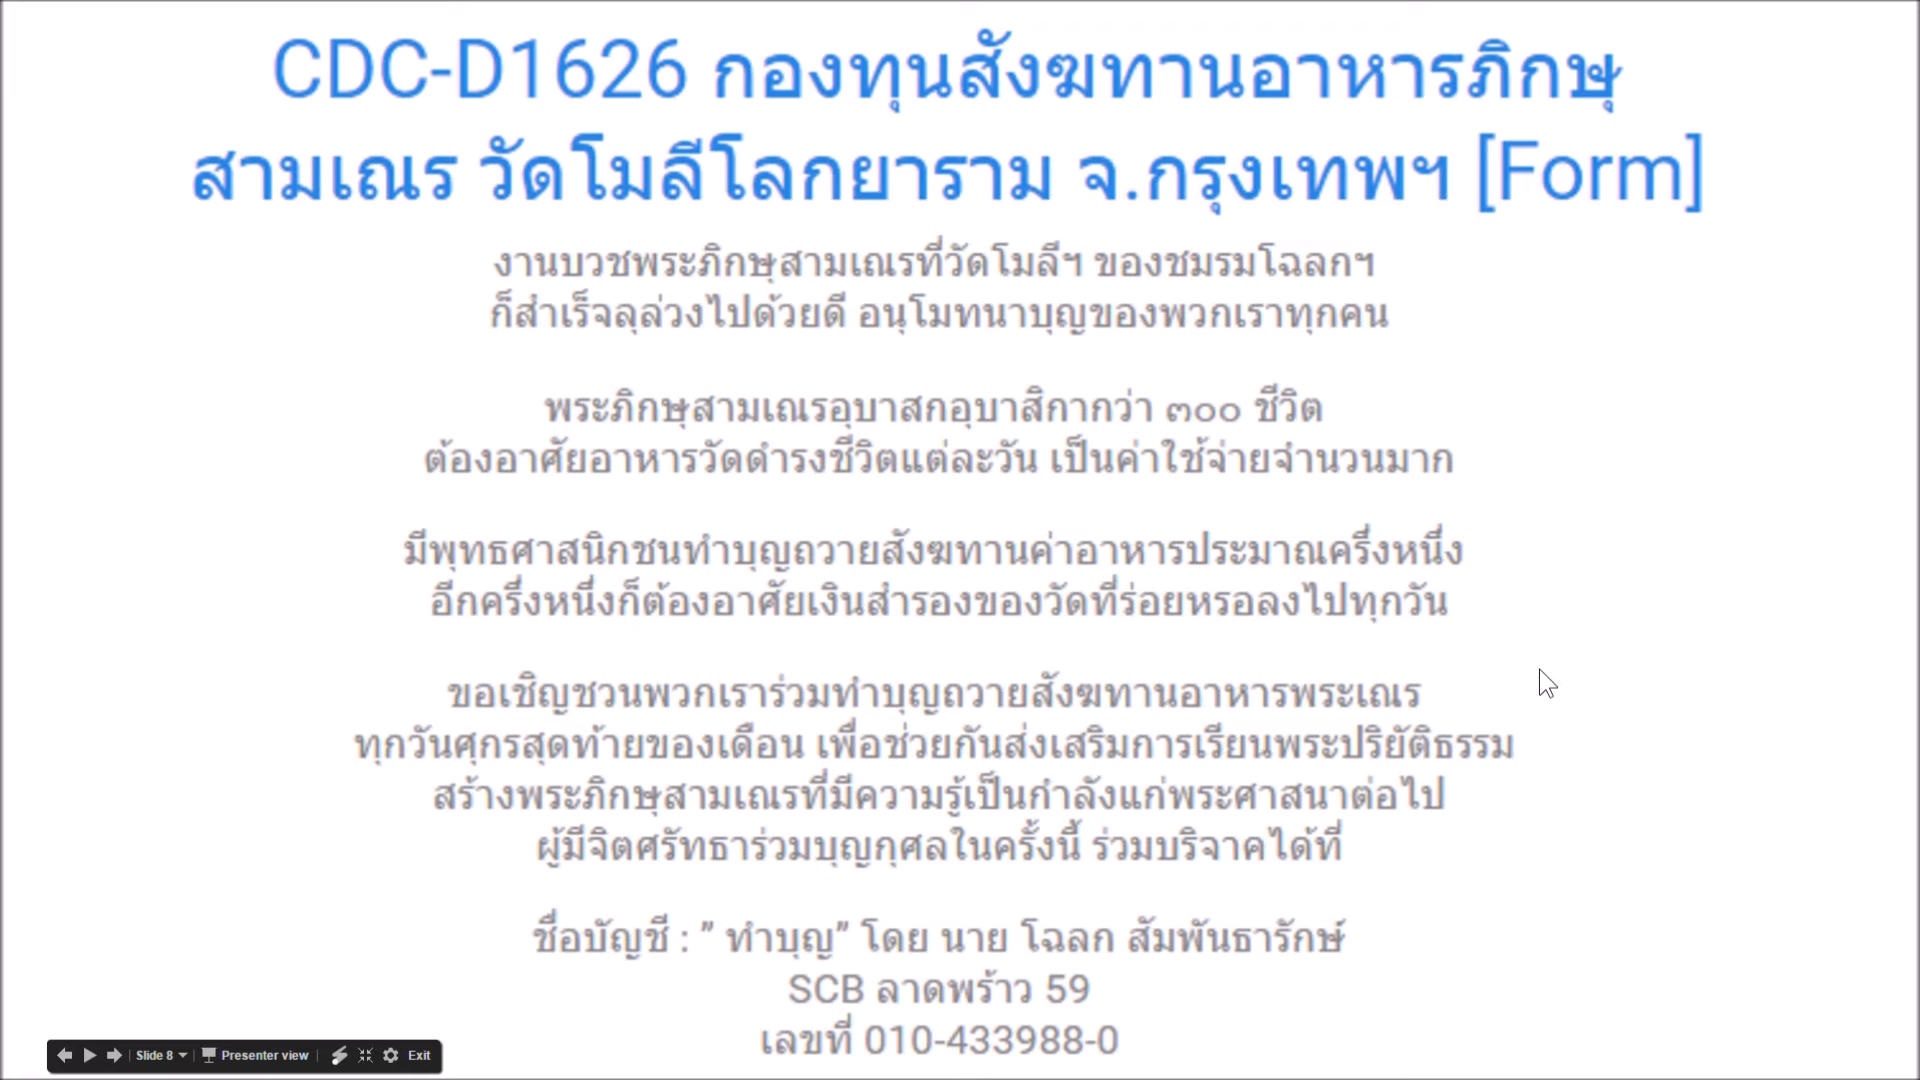 CDC-D1626 กองทุนสังฆทานอาหารภิกษุ
สามเณร วัดโมลีโลกยาราม จ.กรุงเทพฯ [Form]
งานบวชพระภิกษุสามเณรที่วัดโมลีฯ ของชมรมโฉลกฯ
ก็สำเร็จลุล่วงไปด้วยดี อนุโมทนาบุญของพวกเราทุกคน
พระภิกษุสามเณรอุบาสกอุบาสิกากว่า ๓๐๐ ชีวิต
ต้องอาศัยอาหารวัดดำรงชีวิตแต่ละวัน เป็นค่าใช้จ่ายจำนวนมาก
มีพุทธศาสนิกชนทำบุญถวายสังฆทานค่าอาหารประมาณครึ่งหนึ่ง
อีกครึ่งหนึ่งก็ต้องอาศัยเงินสำรองของวัดที่ร่อยหรอลงไปทุกวัน
ขอเชิญชวนพวกเราร่วมทำบุญถวายสังฆทานอาหารพระเณร
ทุกวันศุกรสุดท้ายของเดือน เพื่อช่วยกันส่งเสริมการเรียนพระปริยัติธรรม
สร้างพระภิกษุสามเณรที่มีความรู้เป็นกำลังแก่พระศาสนาต่อไป
ผู้มีจิตศรัทธาร่วมบุญกุศลในครั้งนี้ ร่วมบริจาคได้ที่
ชื่อบัญชี : ” ทำบุญ” โดย นาย โฉลก สัมพันธารักษ์
SCB ลาดพร้าว 59
เลขที่ 010-433988-0
Slide 8 Presenter view Exit